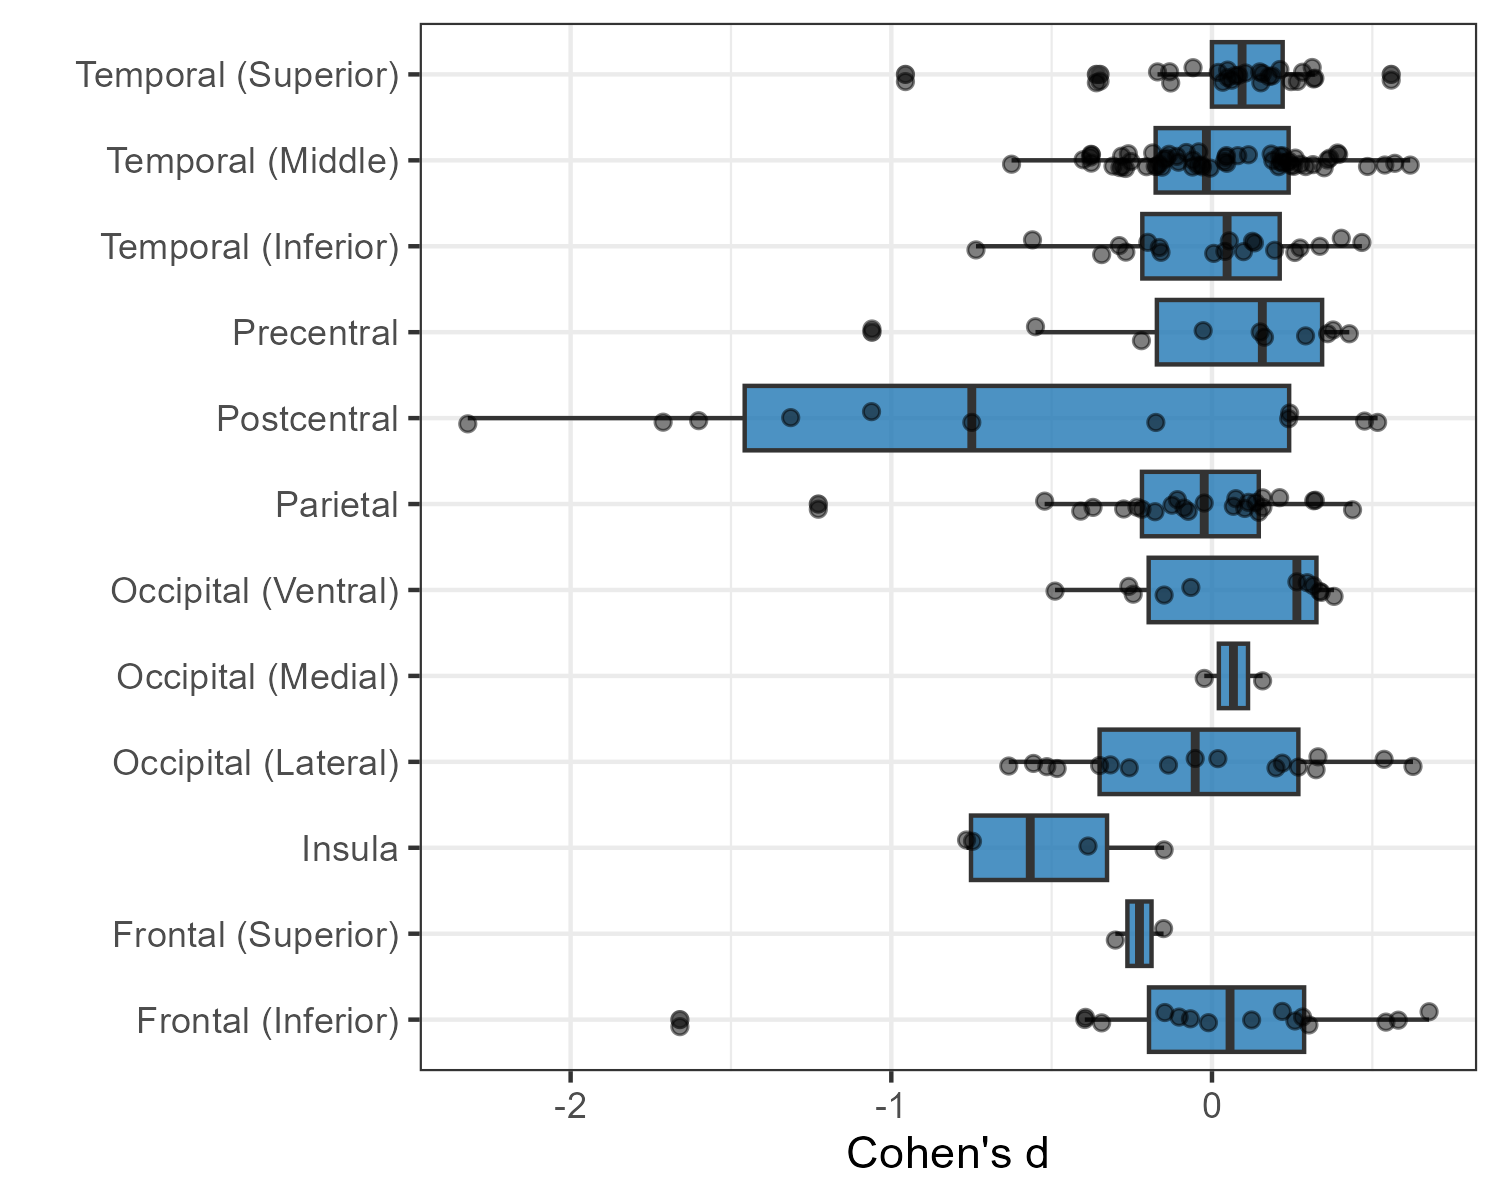 Temporal (Superior)
Temporal (Middle)
Temporal (Inferior)
Precentral
Postcentral
Parietal
Occipital (Ventral)
Occipital (Medial)
Occipital (Lateral)
Insula
Frontal (Superior)
Frontal (Inferior)
-2 -1 0
Cohen's d